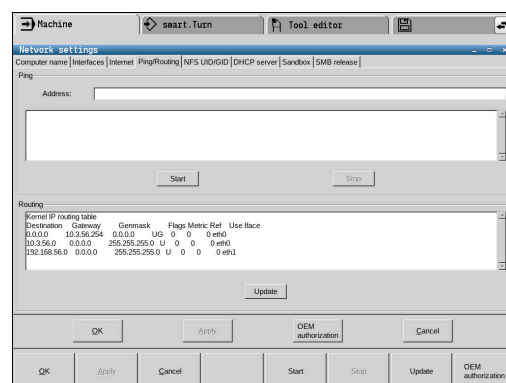 Machine smart.Turn Tool editor
Network settings
Computer name Interfaces Internet Ping/Routing NFS UID/GID DHCP server Sandbox SMB release
Ping
Address:
Start Stop
Routing
Kernel IP routing table
Destination Gateway Genmask Flags Metric Ref Use Iface
0.0.0.0 10.3.56.254 0.0.0.0 UG 0 0 0 eth0
10.3.56.0 0.0.0.0 255.255.255.0 U 0 0 0 eth0
192.168.56.0 0.0.0.0 255.255.255.0 U 0 0 0 eth1
Update
OK Apply OEM authorization Cancel
OK Apply Cancel Start Stop Update OEM authorization